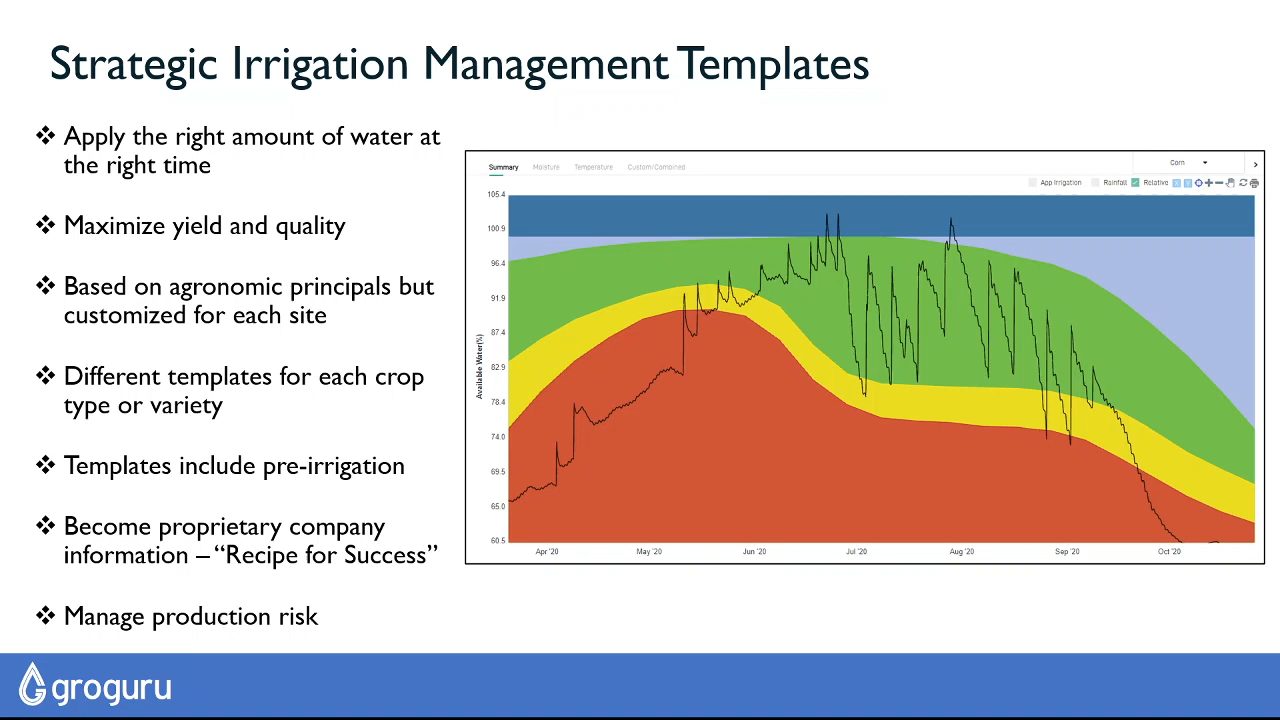 Strategic Irrigation Management Templates
❖ Apply the right amount of water at
the right time
❖ Maximize yield and quality
❖ Based on agronomic principals but
customized for each site
❖ Different templates for each crop
type or variety
❖ Templates include pre-irrigation
❖ Become proprietary company
information – “Recipe for Success”
❖ Manage production risk
Summary Moisture Temperature Custom/Combined
Corn
App Irrigation Rainfall Relative
Available Water(%)
105.4
100.9
96.4
91.9
87.4
82.9
78.4
74.0
69.5
65.0
60.5
Apr '20 May '20 Jun '20 Jul '20 Aug '20 Sep '20 Oct '20
groguru